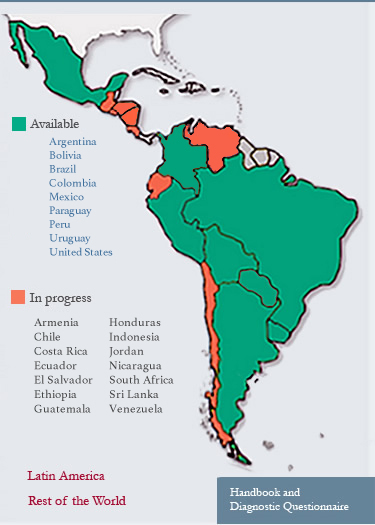 Available
Argentina
Bolivia
Brazil
Colombia
Mexico
Paraguay
Peru
Uruguay
United States
In progress
Armenia
Chile
Costa Rica
Ecuador
El Salvador
Ethiopia
Guatemala
Honduras
Indonesia
Jordan
Nicaragua
South Africa
Sri Lanka
Venezuela
Latin America
Rest of the World
Handbook and
Diagnostic Questionnaire